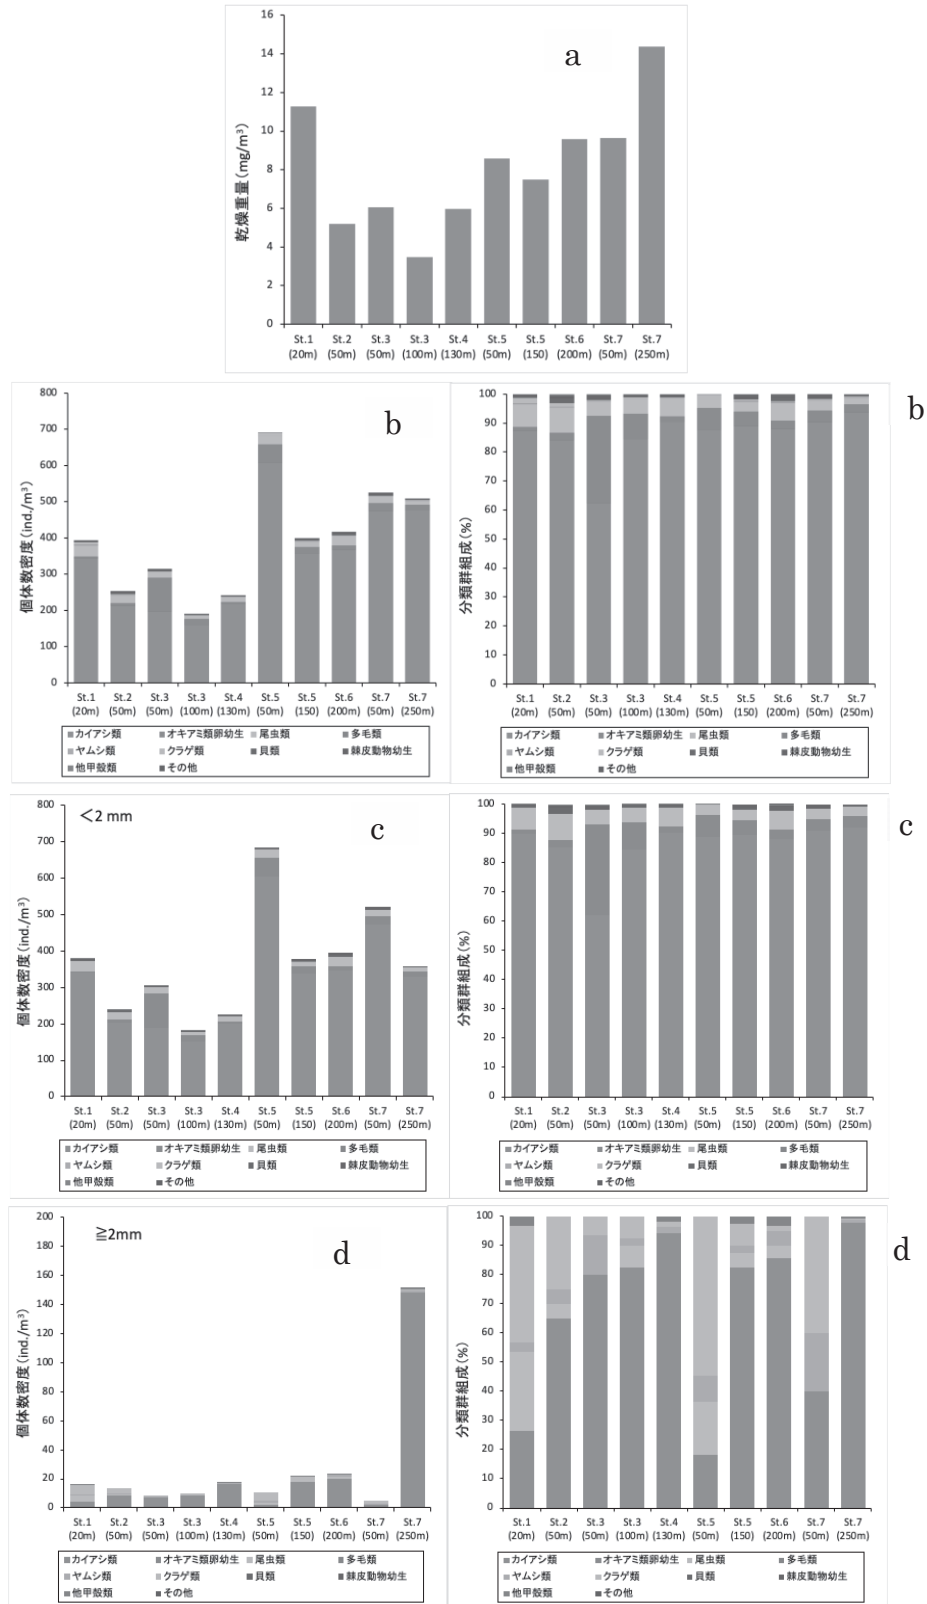 a
乾燥重量(mg/m³)
16
14
12
10
8
6
4
2
0
St.1 St.2 St.3 St.3 St.4 St.5 St.5 St.6 St.7 St.7
(20m) (50m) (50m) (100m) (130m) (50m) (150) (200m) (50m) (250m)
b
個体数密度(ind./m³)
800
700
600
500
400
300
200
100
0
St.1 St.2 St.3 St.3 St.4 St.5 St.5 St.6 St.7 St.7
(20m) (50m) (50m) (100m) (130m) (50m) (150) (200m) (50m) (250m)
カイアシ類 オキアミ類卵幼生 尾虫類 多毛類
ヤムシ類 クラゲ類 貝類 棘皮動物幼生
他甲殻類 その他
b
分類群組成(%)
100
90
80
70
60
50
40
30
20
10
0
St.1 St.2 St.3 St.3 St.4 St.5 St.5 St.6 St.7 St.7
(20m) (50m) (50m) (100m) (130m) (50m) (150) (200m) (50m) (250m)
カイアシ類 オキアミ類卵幼生 尾虫類 多毛類
ヤムシ類 クラゲ類 貝類 棘皮動物幼生
他甲殻類 その他
<2 mm
c
個体数密度(ind./m³)
800
700
600
500
400
300
200
100
0
St.1 St.2 St.3 St.3 St.4 St.5 St.5 St.6 St.7 St.7
(20m) (50m) (50m) (100m) (130m) (50m) (150) (200m) (50m) (250m)
カイアシ類 オキアミ類卵幼生 尾虫類 多毛類
ヤムシ類 クラゲ類 貝類 棘皮動物幼生
他甲殻類 その他
c
分類群組成(%)
100
90
80
70
60
50
40
30
20
10
0
St.1 St.2 St.3 St.3 St.4 St.5 St.5 St.6 St.7 St.7
(20m) (50m) (50m) (100m) (130m) (50m) (150) (200m) (50m) (250m)
カイアシ類 オキアミ類卵幼生 尾虫類 多毛類
ヤムシ類 クラゲ類 貝類 棘皮動物幼生
他甲殻類 その他
≧2mm
d
個体数密度(ind./m³)
200
180
160
140
120
100
80
60
40
20
0
St.1 St.2 St.3 St.3 St.4 St.5 St.5 St.6 St.7 St.7
(20m) (50m) (50m) (100m) (130m) (50m) (150) (200m) (50m) (250m)
カイアシ類 オキアミ類卵幼生 尾虫類 多毛類
ヤムシ類 クラゲ類 貝類 棘皮動物幼生
他甲殻類 その他
d
分類群組成(%)
100
90
80
70
60
50
40
30
20
10
0
St.1 St.2 St.3 St.3 St.4 St.5 St.5 St.6 St.7 St.7
(20m) (50m) (50m) (100m) (130m) (50m) (150) (200m) (50m) (250m)
カイアシ類 オキアミ類卵幼生 尾虫類 多毛類
ヤムシ類 クラゲ類 貝類 棘皮動物幼生
他甲殻類 その他